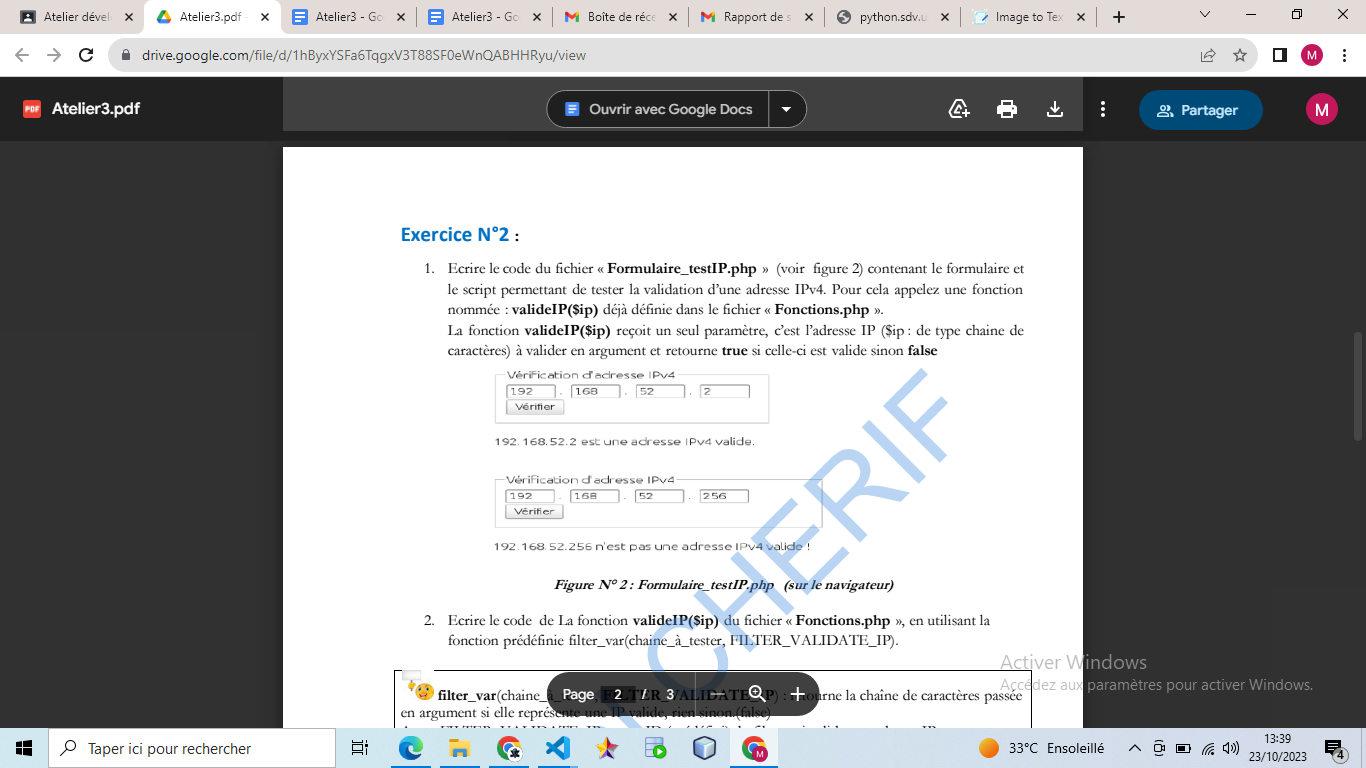 Atelier dével
Atelier3.pdf -
Atelier3 - Go
Atelier3 - Go
Boîte de réce
Rapport de s
python.sdv.u
Image to Tex
drive.google.com/file/d/1hByxYSFa6TqgxV3T88SF0eWnQABHHRyu/view
M
PDF Atelier3.pdf
Ouvrir avec Google Docs
Partager
M
Exercice N°2 :
1. Ecrire le code du fichier « Formulaire_testIP.php » (voir figure 2) contenant le formulaire et
le script permettant de tester la validation d'une adresse IPv4. Pour cela appelez une fonction
nommée : valideIP($ip) déjà définie dans le fichier « Fonctions.php ».
La fonction valideIP($ip) reçoit un seul paramètre, c'est l'adresse IP ($ip : de type chaine de
caractères) à valider en argument et retourne true si celle-ci est valide sinon false
Vérification d'adresse IPv4
192 . 168 . 52 . 2
Vérifier
192.168.52.2 est une adresse IPv4 valide.
Vérification d'adresse IPv4
192 . 168 . 52 . 256
Vérifier
192.168.52.256 n'est pas une adresse IPv4 valide !
Figure N° 2 : Formulaire_testIP.php (sur le navigateur)
2. Ecrire le code de La fonction valideIP($ip) du fichier « Fonctions.php », en utilisant la
fonction prédéfinie filter_var(chaine_à_tester, FILTER_VALIDATE_IP).
CHERIF
filter_var(chaine_à FILTER_VALIDATE_IP) : retourne la chaîne de caractères passée
en argument si elle représente une IP valide, rien sinon.(false)
Page 2 / 3
Activer Windows
Accédez aux paramètres pour activer Windows.
Taper ici pour rechercher
M
33°C Ensoleillé
13:39
23/10/2023
4